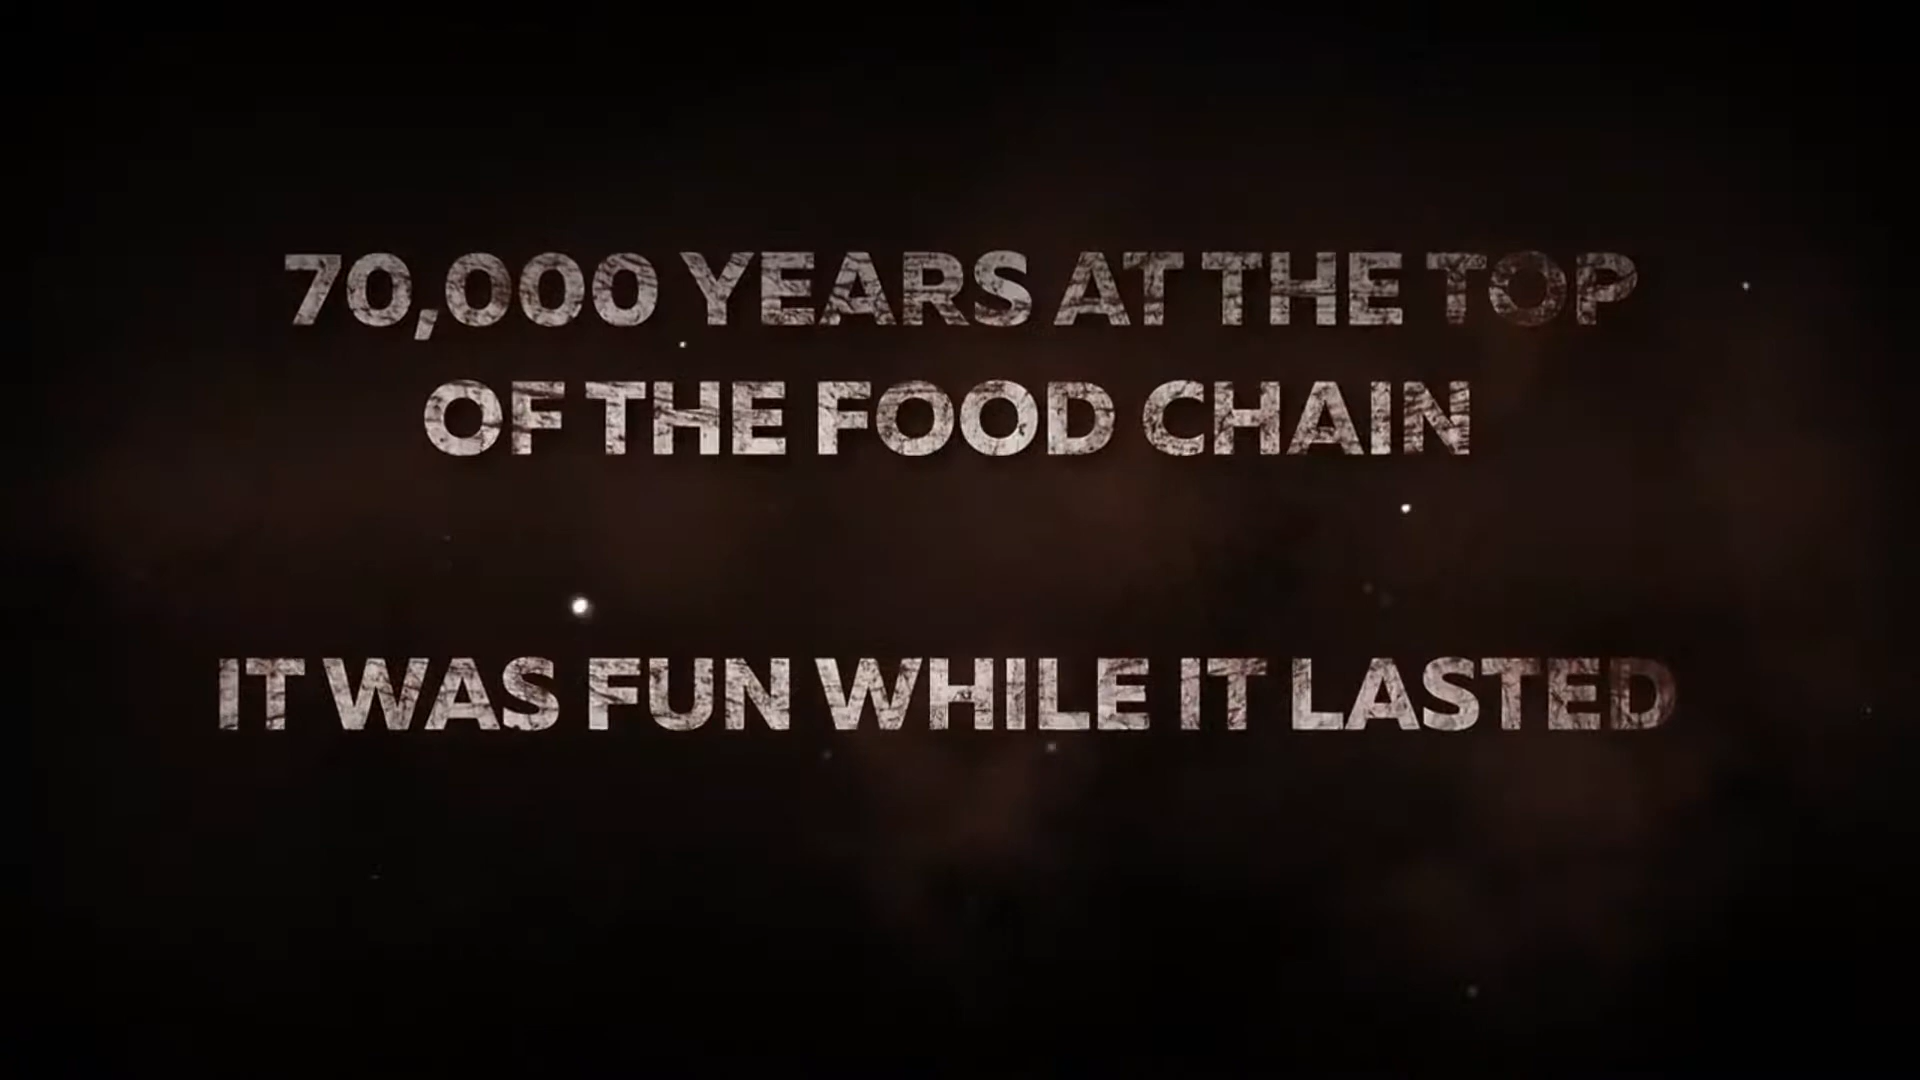 70,000 YEARS AT THE TOP
OF THE FOOD CHAIN
IT WAS FUN WHILE IT LASTED